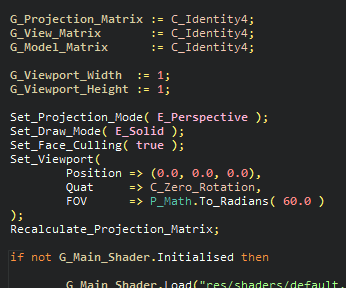 G_Projection_Matrix := C_Identity4;
G_View_Matrix       := C_Identity4;
G_Model_Matrix      := C_Identity4;
G_Viewport_Width  := 1;
G_Viewport_Height := 1;
Set_Projection_Mode( E_Perspective );
Set_Draw_Mode( E_Solid );
Set_Face_Culling( true );
Set_Viewport(
Position => (0.0, 0.0, 0.0),
Quat     => C_Zero_Rotation,
FOV      => P_Math.To_Radians( 60.0 )
);
Recalculate_Projection_Matrix;
if not G_Main_Shader.Initialised then
G_Main_Shader.Load("res/shaders/default.